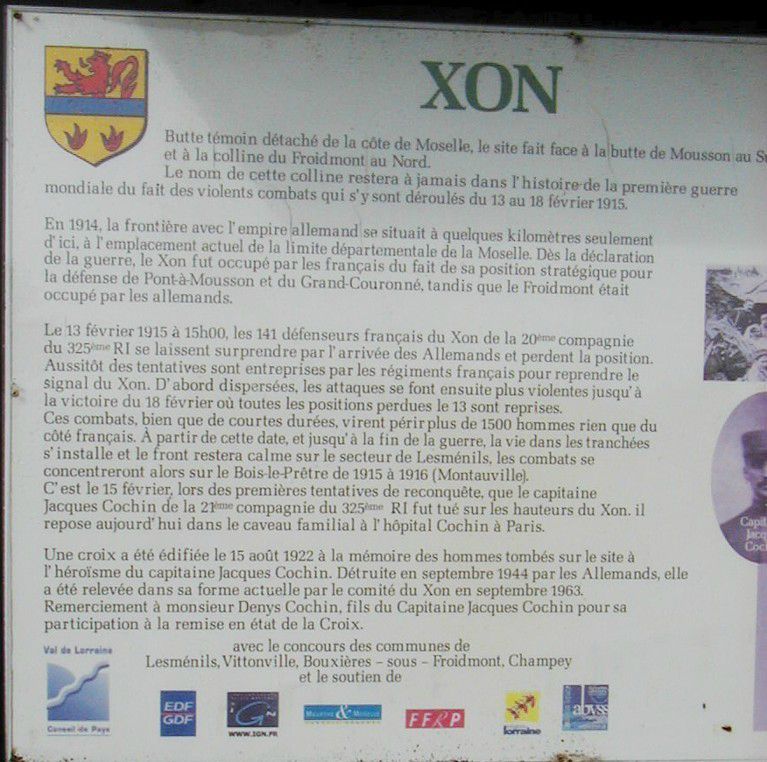 XON
Butte témoin détaché de la côte de Moselle, le site fait face à la butte de Mousson au
et à la colline du Froidmont au Nord.
Le nom de cette colline restera à jamais dans l'histoire de la première guerre
mondiale du fait des violents combats qui s'y sont déroulés du 13 au 18 février 1915.
En 1914, la frontière avec l'empire allemand se situait à quelques kilomètres seulement
d'ici, à l'emplacement actuel de la limite départementale de la Moselle. Dès la déclaration
de la guerre, le Xon fut occupé par les français du fait de sa position stratégique pour
la défense de Pont-à-Mousson et du Grand-Couronné, tandis que le Froidmont était
occupé par les allemands.
Le 13 février 1915 à 15h00, les 141 défenseurs français du Xon de la 20ème compagnie
du 325ème RI se laissent surprendre par l'arrivée des Allemands et perdent la position.
Aussitôt des tentatives sont entreprises par les régiments français pour reprendre le
signal du Xon. D'abord dispersées, les attaques se font ensuite plus violentes jusqu'à
la victoire du 18 février où toutes les positions perdues le 13 sont reprises.
Ces combats, bien que de courtes durées, virent périr plus de 1500 hommes rien que du
côté français. À partir de cette date, et jusqu'à la fin de la guerre, la vie dans les tranchées
s'installe et le front restera calme sur le secteur de Lesménils, les combats se
concentreront alors sur le Bois-le-Prêtre de 1915 à 1916 (Montauville).
C'est le 15 février, lors des premières tentatives de reconquête, que le capitaine
Jacques Cochin de la 21ème compagnie du 325ème RI fut tué sur les hauteurs du Xon. il
repose aujourd'hui dans le caveau familial à l'hôpital Cochin à Paris.
Une croix a été édifiée le 15 août 1922 à la mémoire des hommes tombés sur le site à
l'héroïsme du capitaine Jacques Cochin. Détruite en septembre 1944 par les Allemands, elle
a été relevée dans sa forme actuelle par le comité du Xon en septembre 1963.
Remerciement à monsieur Denys Cochin, fils du Capitaine Jacques Cochin pour sa
participation à la remise en état de la Croix.
avec le concours des communes de
Lesménils, Vittonville, Bouxières - sous - Froidmont, Champey
et le soutien de
Val de Lorraine
Conseil de Pays
EDF
GDF
IGN
WWW.IGN.FR
Meurthe & Moselle
FFRP
lorraine
abyss